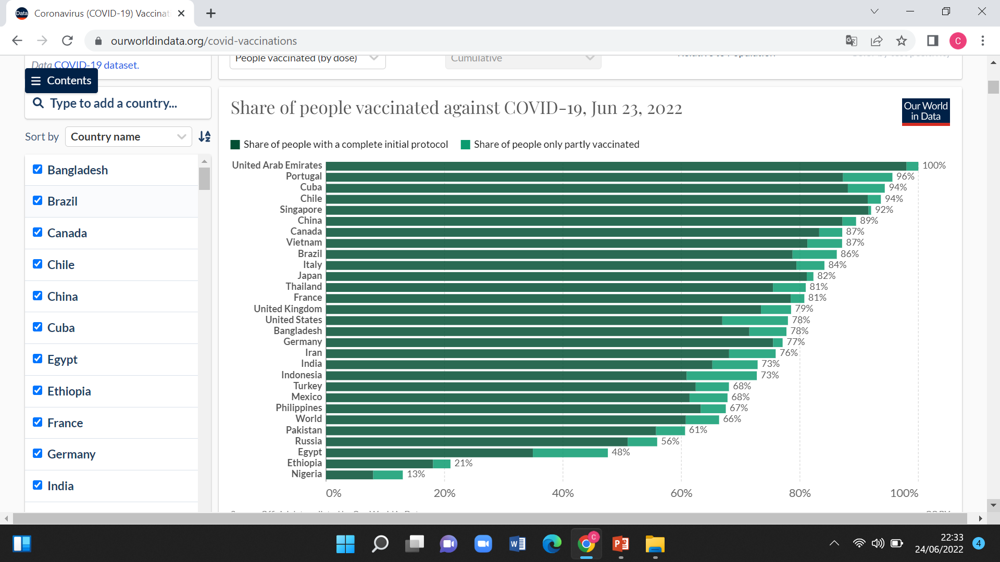 Data
Coronavirus (COVID-19) Vaccinat
ourworldindata.org/covid-vaccinations
C
Data COVID-19 dataset.
People vaccinated (by dose)
Cumulative
Relative to Population
Contents
Type to add a country...
Sort by
Country name
Bangladesh
Brazil
Canada
Chile
China
Cuba
Egypt
Ethiopia
France
Germany
India
Share of people vaccinated against COVID-19, Jun 23, 2022
Our World
in Data
Share of people with a complete initial protocol
Share of people only partly vaccinated
United Arab Emirates 100%
Portugal 96%
Cuba 94%
Chile 94%
Singapore 92%
China 89%
Canada 87%
Vietnam 87%
Brazil 86%
Italy 84%
Japan 82%
Thailand 81%
France 81%
United Kingdom 79%
United States 78%
Bangladesh 78%
Germany 77%
Iran 76%
India 73%
Indonesia 73%
Turkey 68%
Mexico 68%
Philippines 67%
World 66%
Pakistan 61%
Russia 56%
Egypt 48%
Ethiopia 21%
Nigeria 13%
0% 20% 40% 60% 80% 100%
C
22:33
24/06/2022
4